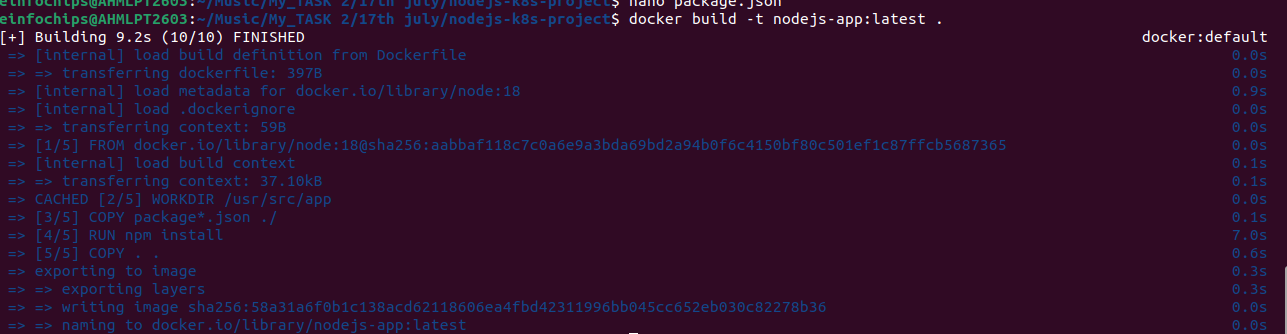 einfochips@AHMLPT2603:~/Music/My_TASK 2/17th july/nodejs-k8s-project$ nano package.json
einfochips@AHMLPT2603:~/Music/My_TASK 2/17th july/nodejs-k8s-project$ docker build -t nodejs-app:latest .
[+] Building 9.2s (10/10) FINISHED docker:default
=> [internal] load build definition from Dockerfile 0.0s
=> => transferring dockerfile: 397B 0.0s
=> [internal] load metadata for docker.io/library/node:18 0.9s
=> [internal] load .dockerignore 0.0s
=> => transferring context: 59B 0.0s
=> [1/5] FROM docker.io/library/node:18@sha256:aabbaf118c7c0a6e9a3bda69bd2a94b0f6c4150bf80c501ef1c87ffcb5687365 0.0s
=> [internal] load build context 0.1s
=> => transferring context: 37.10kB 0.1s
=> CACHED [2/5] WORKDIR /usr/src/app 0.0s
=> [3/5] COPY package*.json ./ 0.1s
=> [4/5] RUN npm install 7.0s
=> [5/5] COPY . . 0.6s
=> exporting to image 0.3s
=> => exporting layers 0.3s
=> => writing image sha256:58a31a6f0b1c138acd62118606ea4fbd42311996bb045cc652eb030c82278b36 0.0s
=> => naming to docker.io/library/nodejs-app:latest 0.0s